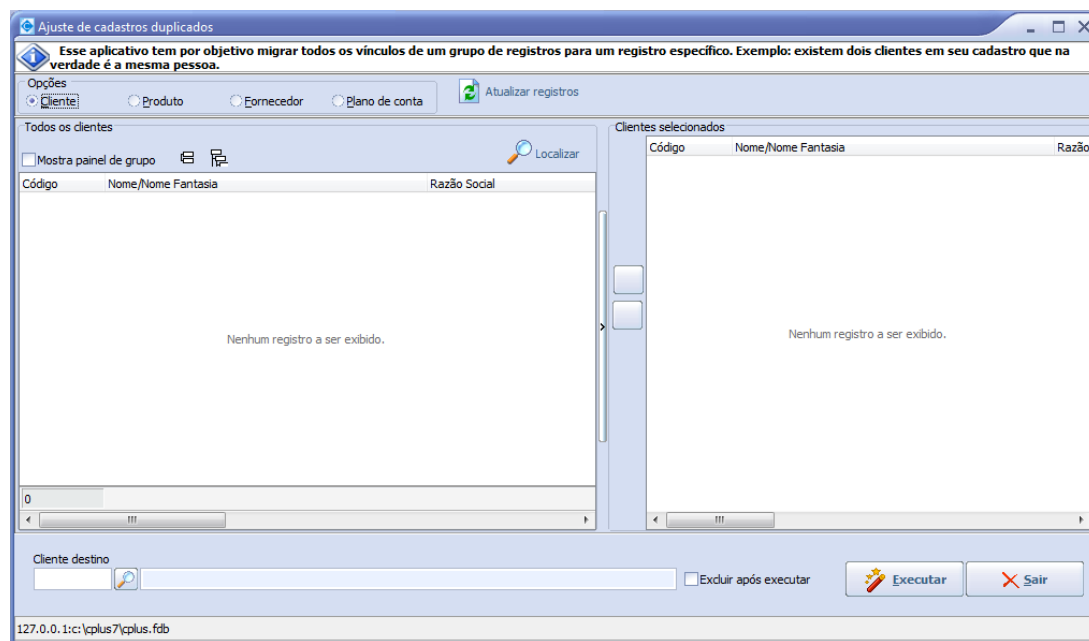 Ajuste de cadastros duplicados
Esse aplicativo tem por objetivo migrar todos os vínculos de um grupo de registros para um registro específico. Exemplo: existem dois clientes em seu cadastro que na
verdade é a mesma pessoa.
Opções
Cliente Produto Fornecedor Plano de conta
Atualizar registros
Todos os clientes
Mostra painel de grupo
Localizar
Código Nome/Nome Fantasia Razão Social
Nenhum registro a ser exibido.
0
Clientes selecionados
Código Nome/Nome Fantasia Razão
Nenhum registro a ser exibido.
Cliente destino
Excluir após executar
Executar
Sair
127.0.0.1:c:\cplus7\cplus.fdb